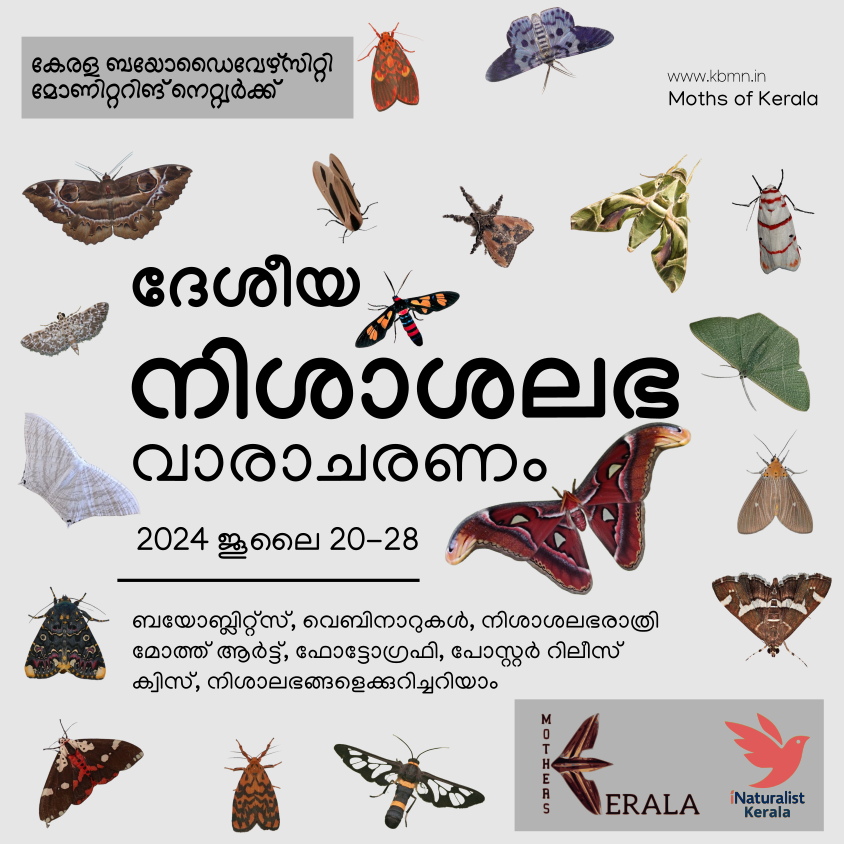 കേരള ബയോഡൈവേഴ്സിറ്റി
മോണിറ്ററിങ് നെറ്റ്വർക്ക്
www.kbmn.in
Moths of Kerala
ദേശീയ
നിശാശലഭ
വാരാചരണം
2024 ജൂലൈ 20–28
ബയോബ്ലിറ്റ്സ്, വെബിനാറുകൾ, നിശാശലഭരാത്രി
മോത്ത് ആർട്ട്, ഫോട്ടോഗ്രഫി, പോസ്റ്റർ റിലീസ്
ക്വിസ്, നിശാലഭങ്ങളെക്കുറിച്ചറിയാം
MOTHERS
KERALA
iNaturalist
Kerala